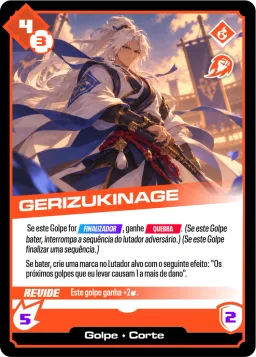 4
3
GERIZUKINAGE
Se este Golpe for FINALIZADOR, ganhe QUEIRA. (Se este Golpe
bater, interrompa a sequência do lutador adversário.) (Se este Golpe
finalizar uma sequência.)
Se bater, crie uma marca no lutador alvo com o seguinte efeito: "Os
próximos golpes que eu levar causam 1 a mais de dano".
REVIDE Este golpe ganha +2
5
Golpe • Corte
2